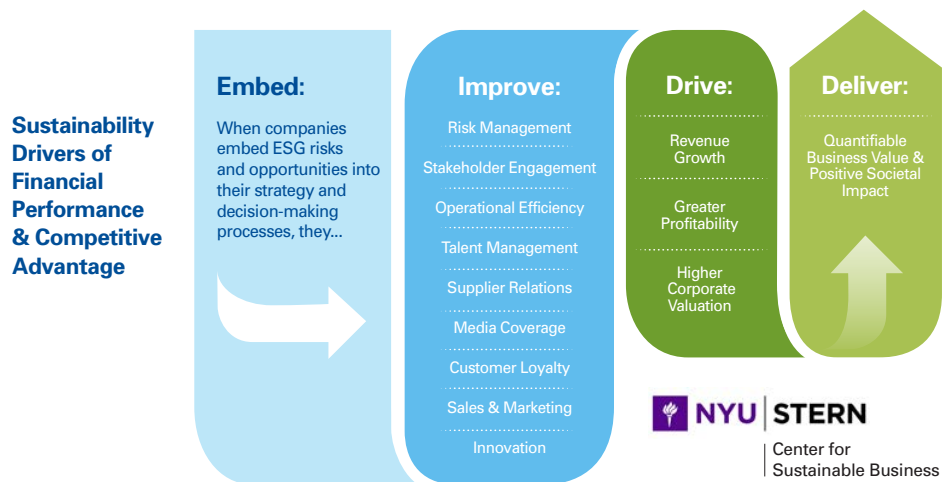 Sustainability
Drivers of
Financial
Performance
& Competitive
Advantage
Embed:
When companies
embed ESG risks
and opportunities into
their strategy and
decision-making
processes, they...
Improve:
Risk Management
Stakeholder Engagement
Operational Efficiency
Talent Management
Supplier Relations
Media Coverage
Customer Loyalty
Sales & Marketing
Innovation
Drive:
Revenue
Growth
Greater
Profitability
Higher
Corporate
Valuation
Deliver:
Quantifiable
Business Value &
Positive Societal
Impact
NYU STERN
Center for
Sustainable Business